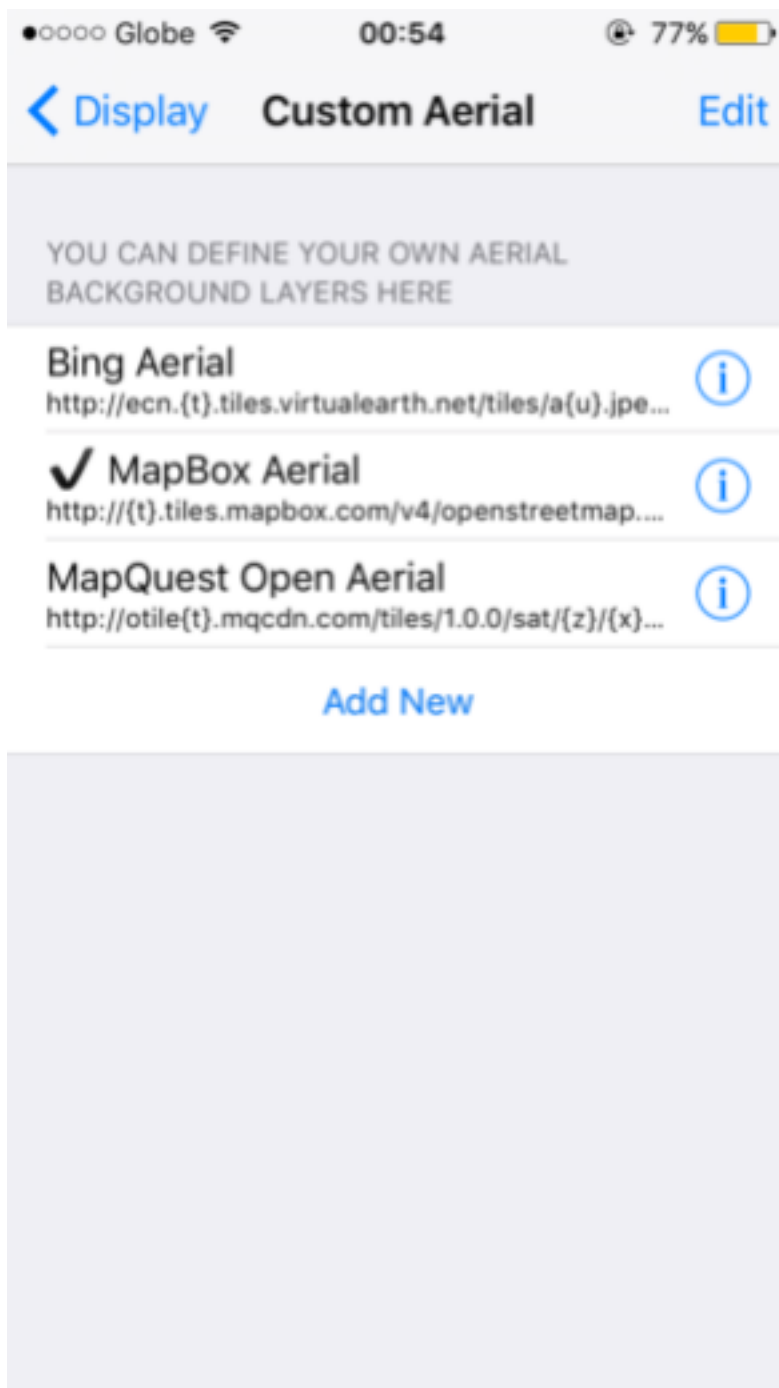 Globe 00:54 77%
Display Custom Aerial Edit
YOU CAN DEFINE YOUR OWN AERIAL
BACKGROUND LAYERS HERE
Bing Aerial
http://ecn.{t}.tiles.virtualearth.net/tiles/a{u}.jpe...
✓ MapBox Aerial
http://{t}.tiles.mapbox.com/v4/openstreetmap....
MapQuest Open Aerial
http://otile{t}.mqcdn.com/tiles/1.0.0/sat/{z}/{x}...
Add New